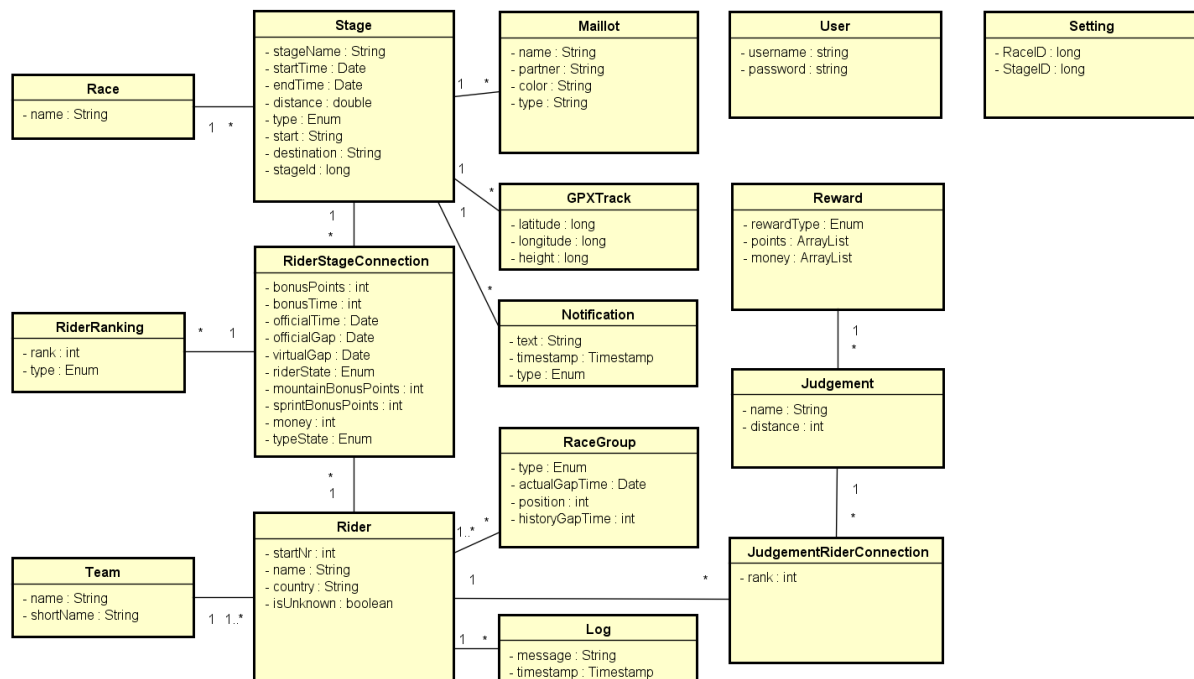 Stage
- stageName : String
- startTime : Date
- endTime : Date
- distance : double
- type : Enum
- start : String
- destination : String
- stageId : long
Maillot
- name : String
- partner : String
- color : String
- type : String
User
- username : string
- password : string
Setting
- RaceID : long
- StageID : long
Race
- name : String
1 *
1 *
1
*
1
*
1
*
GPXTrack
- latitude : long
- longitude : long
- height : long
Reward
- rewardType : Enum
- points : ArrayList
- money : ArrayList
RiderStageConnection
- bonusPoints : int
- bonusTime : int
- officialTime : Date
- officialGap : Date
- virtualGap : Date
- riderState : Enum
- mountainBonusPoints : int
- sprintBonusPoints : int
- money : int
- typeState : Enum
Notification
- text : String
- timestamp : Timestamp
- type : Enum
RiderRanking
- rank : int
- type : Enum
* 1
1
*
Judgement
- name : String
- distance : int
RaceGroup
- type : Enum
- actualGapTime : Date
- position : int
- historyGapTime : int
*
1
1..* *
1
*
Rider
- startNr : int
- name : String
- country : String
- isUnknown : boolean
JudgementRiderConnection
- rank : int
Team
- name : String
- shortName : String
1 1..*
1 *
1 *
Log
- message : String
- timestamp : Timestamp